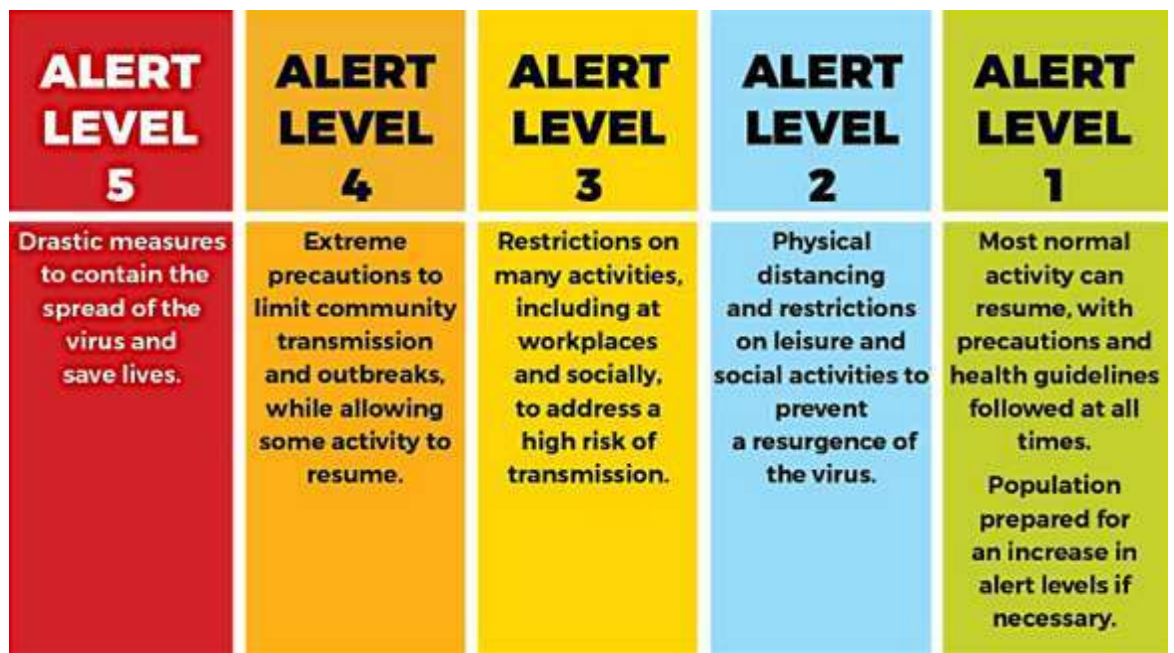 ALERT
LEVEL
5
Drastic measures
to contain the
spread of the
virus and
save lives.
ALERT
LEVEL
4
Extreme
precautions to
limit community
transmission
and outbreaks,
while allowing
some activity to
resume.
ALERT
LEVEL
3
Restrictions on
many activities,
including at
workplaces
and socially,
to address a
high risk of
transmission.
ALERT
LEVEL
2
Physical
distancing
and restrictions
on leisure and
social activities to
prevent
a resurgence of
the virus.
ALERT
LEVEL
1
Most normal
activity can
resume, with
precautions and
health guidelines
followed at all
times.
Population
prepared for
an increase in
alert levels if
necessary.